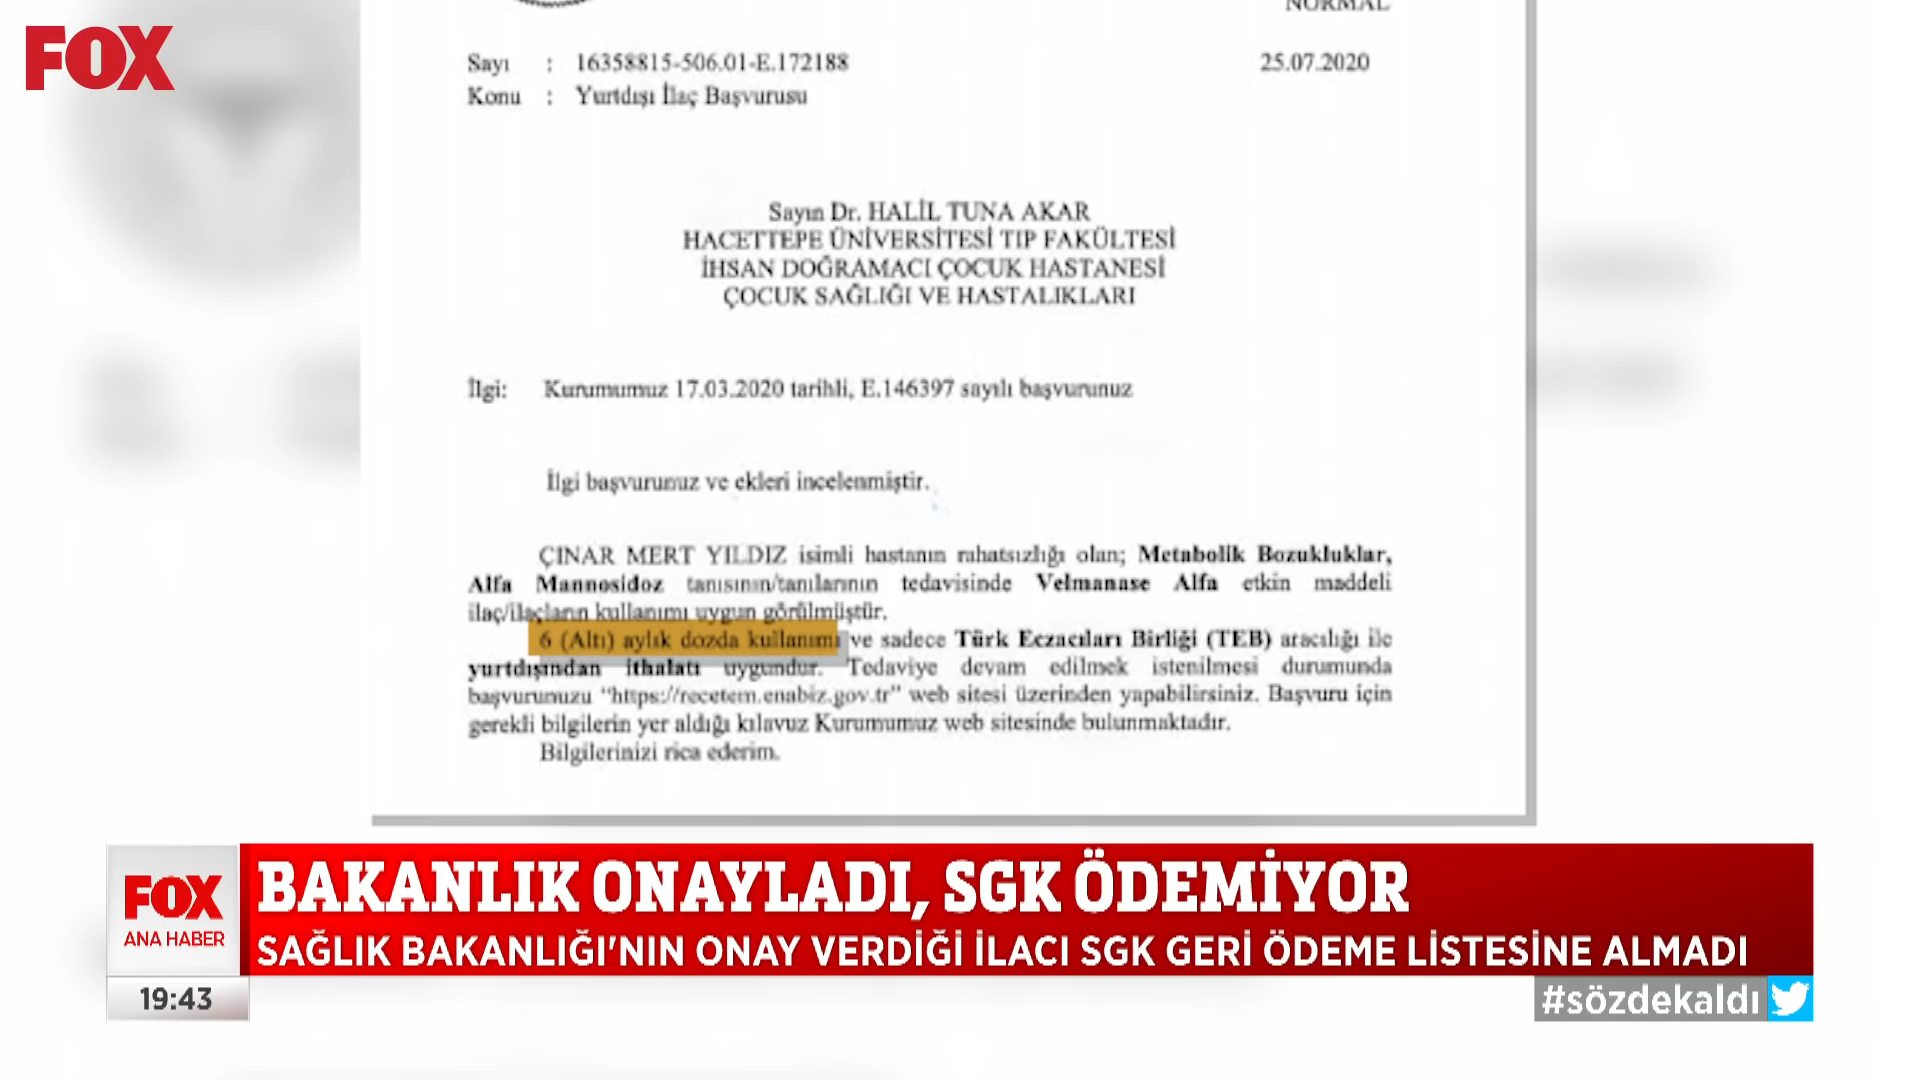 FOX
NORMAL
Sayı : 16358815-506.01-E.172188 25.07.2020
Konu : Yurtdışı İlaç Başvurusu
Sayın Dr. HALİL TUNA AKAR
HACETTEPE ÜNİVERSİTESİ TIP FAKÜLTESİ
İHSAN DOĞRAMACI ÇOCUK HASTANESİ
ÇOCUK SAĞLIĞI VE HASTALIKLARI
İlgi: Kurumumuz 17.03.2020 tarihli, E.146397 sayılı başvurunuz
İlgi başvurunuz ve ekleri incelenmiştir.
ÇINAR MERT YILDIZ isimli hastanın rahatsızlığı olan; Metabolik Bozukluklar,
Alfa Mannosidoz tanısının/tanılarının tedavisinde Velmanase Alfa etkin maddeli
ilaç/ilaçların kullanımı uygun görülmüştür.
6 (Altı) aylık dozda kullanımı ve sadece Türk Eczacıları Birliği (TEB) aracılığı ile
yurtdışından ithalatı uygundur. Tedaviye devam edilmek istenilmesi durumunda
başvurunuzu "https://recetem.enabiz.gov.tr" web sitesi üzerinden yapabilirsiniz. Başvuru için
gerekli bilgilerin yer aldığı kılavuz Kurumumuz web sitesinde bulunmaktadır.
Bilgilerinizi rica ederim.
FOX
ANA HABER
BAKANLIK ONAYLADI, SGK ÖDEMİYOR
SAĞLIK BAKANLIĞI'NIN ONAY VERDİĞİ İLACI SGK GERİ ÖDEME LİSTESİNE ALMADI
19:43
#sözdekaldı